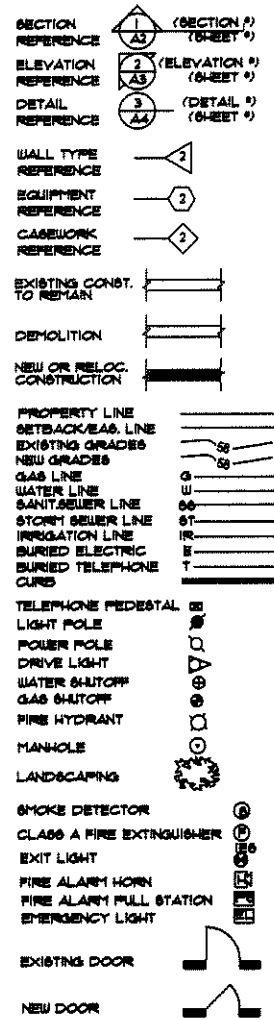 SECTION 1 (SECTION #)
REFERENCE A2 (SHEET #)
ELEVATION 2 (ELEVATION #)
REFERENCE A3 (SHEET #)
DETAIL 3 (DETAIL #)
REFERENCE A4 (SHEET #)
WALL TYPE
REFERENCE 2
EQUIPMENT
REFERENCE 2
CASEWORK
REFERENCE 2
EXISTING CONST.
TO REMAIN
DEMOLITION
NEW OR RELOC.
CONSTRUCTION
PROPERTY LINE
SETBACK/EAS. LINE
EXISTING GRADES 58
NEW GRADES 58
GAS LINE G
WATER LINE W
SANIT.SEWER LINE SS
STORM SEWER LINE ST
IRRIGATION LINE IR
BURIED ELECTRIC E
BURIED TELEPHONE T
CURB
TELEPHONE PEDESTAL
LIGHT POLE
POWER POLE
DRIVE LIGHT
WATER SHUTOFF
GAS SHUTOFF
FIRE HYDRANT
MANHOLE
LANDSCAPING
SMOKE DETECTOR S
CLASS A FIRE EXTINGUISHER F
EXIT LIGHT
FIRE ALARM HORN
FIRE ALARM PULL STATION
EMERGENCY LIGHT
EXISTING DOOR
NEW DOOR